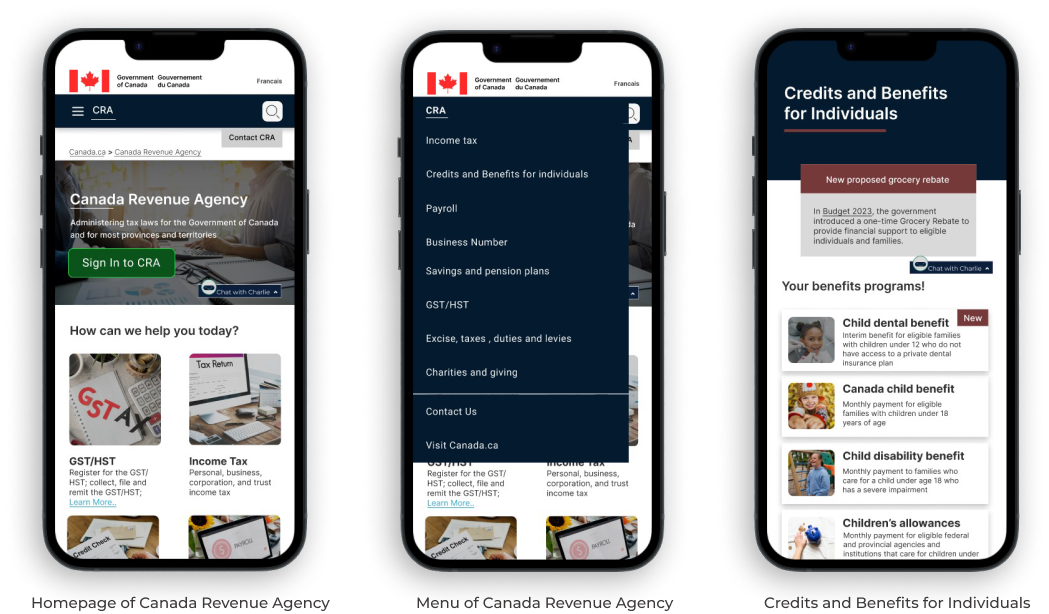 Government Gouvernement
of Canada du Canada
Francais
CRA
Contact CRA
Canada.ca > Canada Revenue Agency
Canada Revenue Agency
Administering tax laws for the Government of Canada
and for most provinces and territories
Sign In to CRA
Chat with Charlie
How can we help you today?
GST
TAX
Tax Return
GST/HST
Register for the GST/
HST; collect, file and
remit the GST/HST;
Learn More..
Income Tax
Personal, business,
corporation, and trust
income tax
Credit Check
PAYROLL
Homepage of Canada Revenue Agency
Government Gouvernement
of Canada du Canada
Francais
CRA
Income tax
Credits and Benefits for individuals
Payroll
Business Number
Savings and pension plans
GST/HST
Excise, taxes , duties and levies
Charities and giving
Contact Us
Visit Canada.ca
GST/HST
Register for the GST/
HST; collect, file and
remit the GST/HST;
Learn More..
Income Tax
Personal, business,
corporation, and trust
income tax
Credit Check
PAYROLL
Menu of Canada Revenue Agency
Credits and Benefits
for Individuals
New proposed grocery rebate
In Budget 2023, the government
introduced a one-time Grocery Rebate to
provide financial support to eligible
individuals and families.
Chat with Charlie
Your benefits programs!
New
Child dental benefit
Interim benefit for eligible families
with children under 12 who do not
have access to a private dental
insurance plan
Canada child benefit
Monthly payment for eligible
families with children under 18
years of age
Child disability benefit
Monthly payment to families who
care for a child under age 18 who
has a severe impairment
Children's allowances
Monthly payment for eligible federal
and provincial agencies and
institutions that care for children under
Credits and Benefits for Individuals